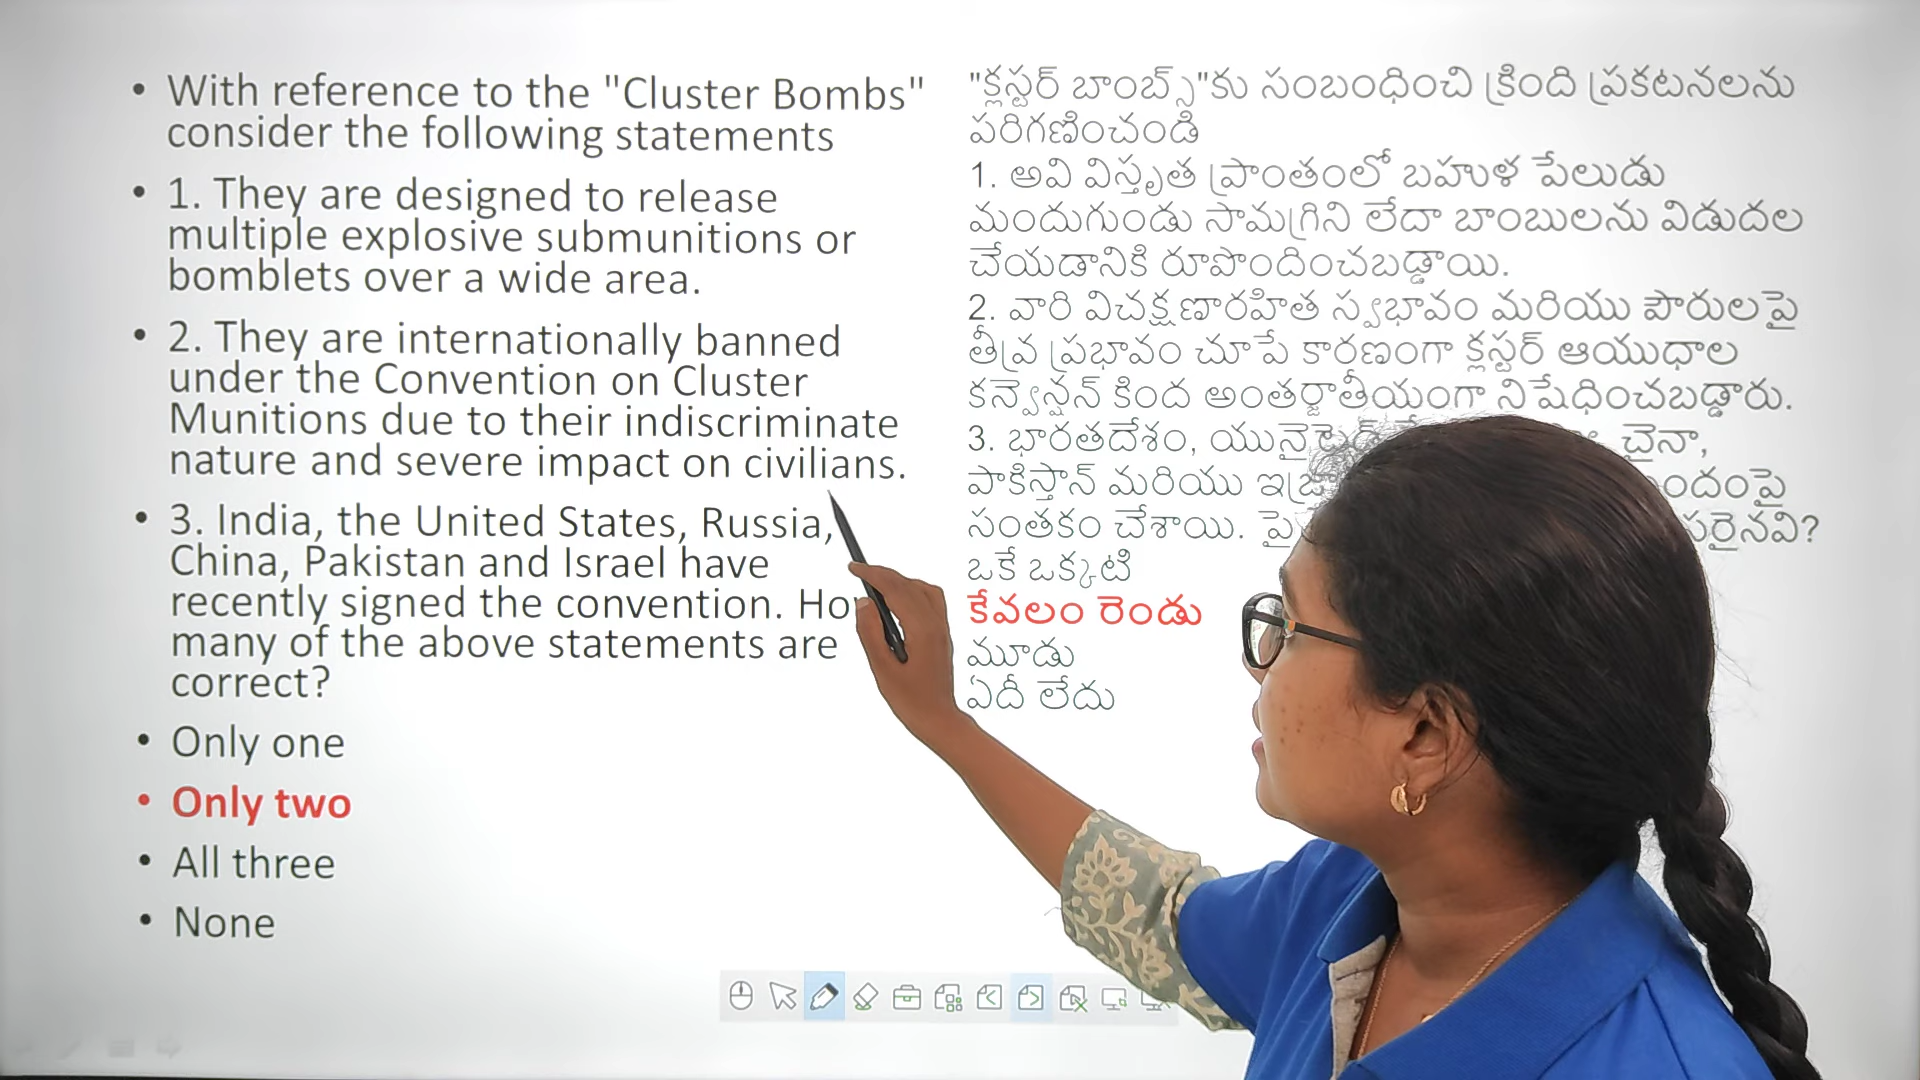 • With reference to the "Cluster Bombs"
consider the following statements
• 1. They are designed to release
multiple explosive submunitions or
bomblets over a wide area.
• 2. They are internationally banned
under the Convention on Cluster
Munitions due to their indiscriminate
nature and severe impact on civilians.
• 3. India, the United States, Russia,
China, Pakistan and Israel have
recently signed the convention.
many of the above statements are
correct?
• Only one
• Only two
• All three
• None
"క్లస్టర్ బాంబ్స్"కు సంబంధించి క్రింది ప్రకటనలను
పరిగణించండి
1. అవి విస్తృత ప్రాంతంలో బహుళ పేలుడు
మందుగుండు సామగ్రిని లేదా బాంబులను విడుదల
చేయడానికి రూపొందించబడ్డాయి.
2. వారి విచక్షణారహిత స్వభావం మరియు పౌరులపై
తీవ్ర ప్రభావం చూపే కారణంగా క్లస్టర్ ఆయుధాల
కన్వెన్షన్ కింద అంతర్జాతీయంగా నిషేధించబడ్డారు.
3. భారతదేశం, చైనా,
పాకిస్తాన్ మరియు
సంతకం చేశాయి. సరైనవి?
ఒకే ఒక్కటి
కేవలం రెండు
మూడు
ఏదీ లేదు